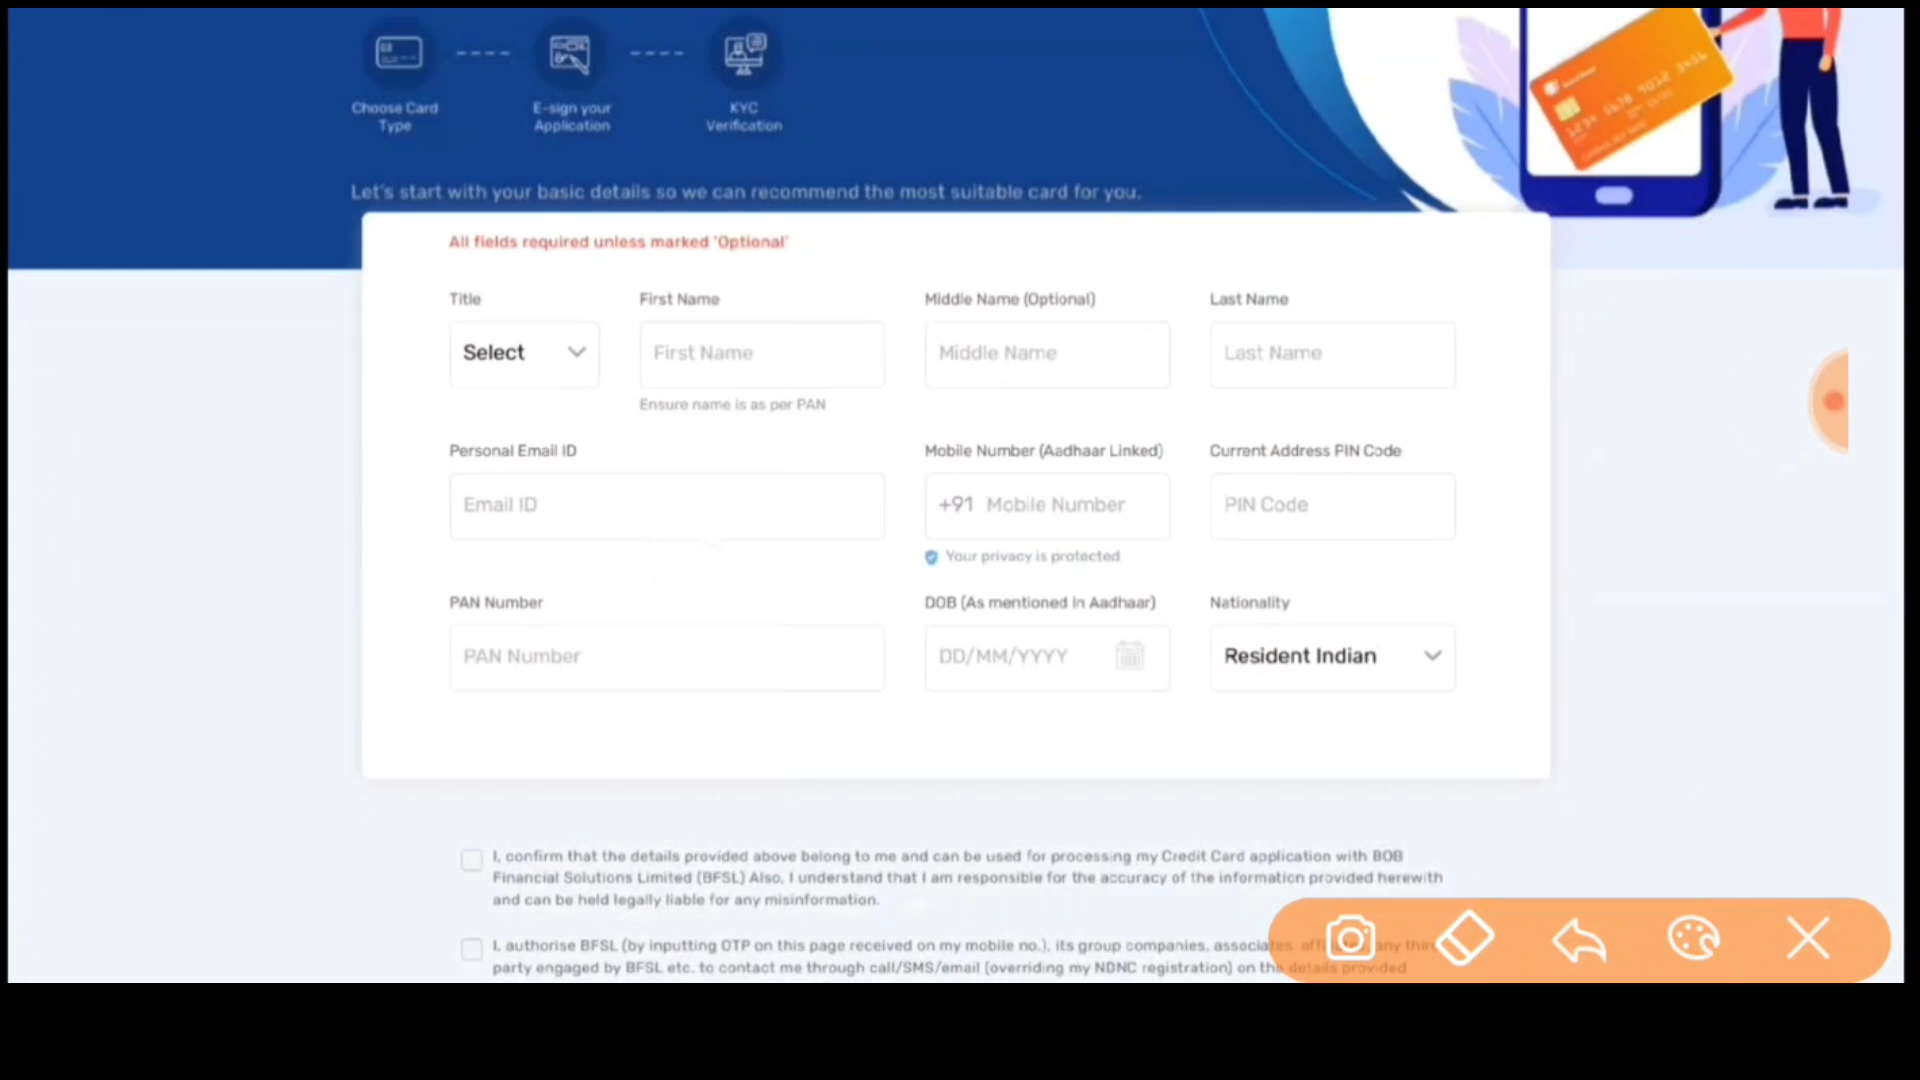 Choose Card
Type
E-sign your
Application
KYC
Verification
Let's start with your basic details so we can recommend the most suitable card for you.
1234 5678 9012 3456
All fields required unless marked 'Optional'
Title
First Name
Middle Name (Optional)
Last Name
Select
First Name
Middle Name
Last Name
Ensure name is as per PAN
Personal Email ID
Mobile Number (Aadhaar Linked)
Current Address PIN Code
Email ID
+91 Mobile Number
PIN Code
Your privacy is protected
PAN Number
DOB (As mentioned in Aadhaar)
Nationality
PAN Number
DD/MM/YYYY
Resident Indian
I, confirm that the details provided above belong to me and can be used for processing my Credit Card application with BOB
Financial Solutions Limited (BFSL) Also, I understand that I am responsible for the accuracy of the information provided herewith
and can be held legally liable for any misinformation.
I, authorise BFSL (by inputting OTP on this page received on my mobile no.), its group companies, associates, any
party engaged by BFSL etc. to contact me through call/SMS/email (overriding my NDNC registration) on the details provided